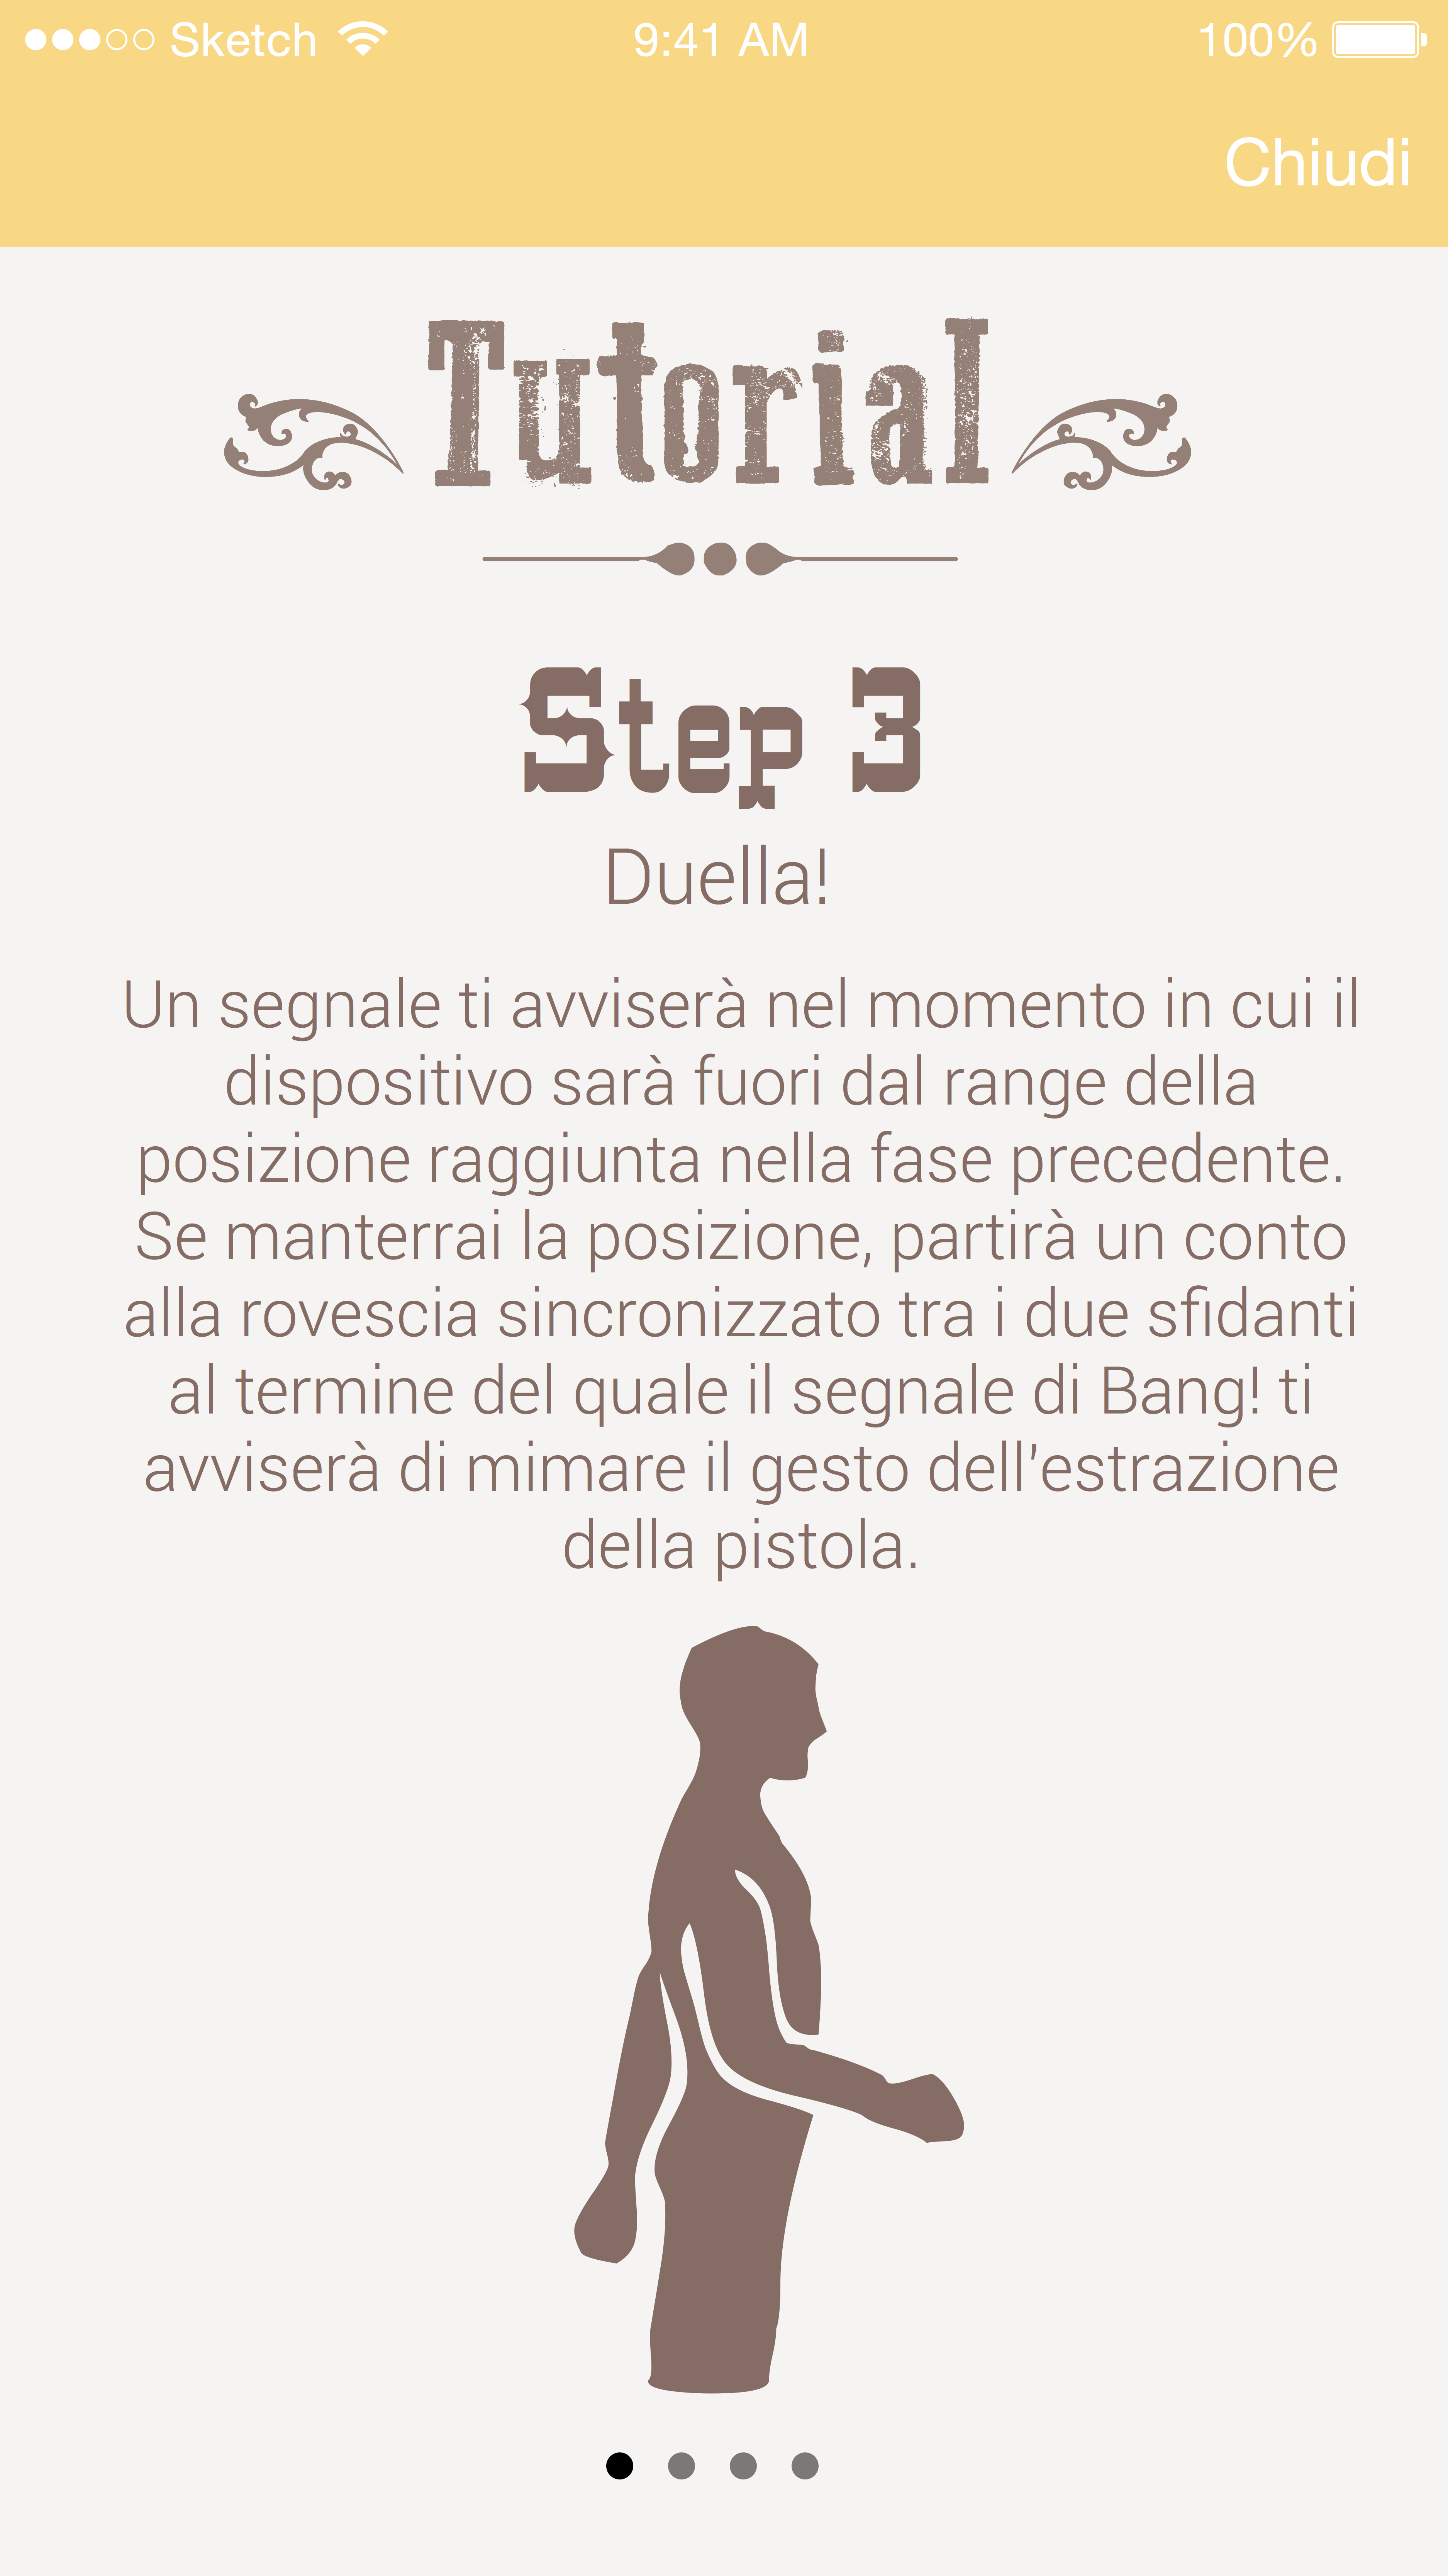 Sketch 9:41 AM 100%
Chiudi
Tutorial
Step 3
Duella!
Un segnale ti avviserà nel momento in cui il
dispositivo sarà fuori dal range della
posizione raggiunta nella fase precedente.
Se manterrai la posizione, partirà un conto
alla rovescia sincronizzato tra i due sfidanti
al termine del quale il segnale di Bang! ti
avviserà di mimare il gesto dell'estrazione
della pistola.